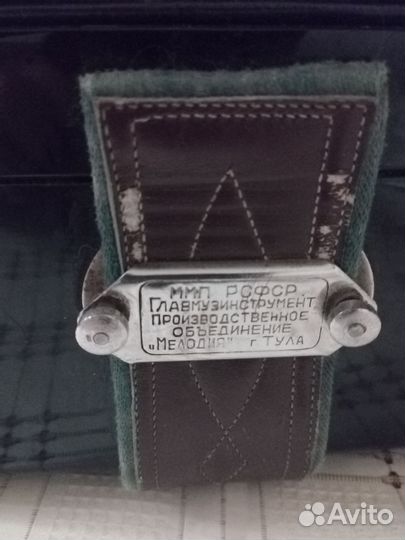 ММП РСФСР
ГЛАВМУЗИНСТРУМЕНТ
ПРОИЗВОДСТВЕННОЕ
ОБЪЕДИНЕНИЕ
„МЕЛОДИЯ" г. ТУЛА
Avito